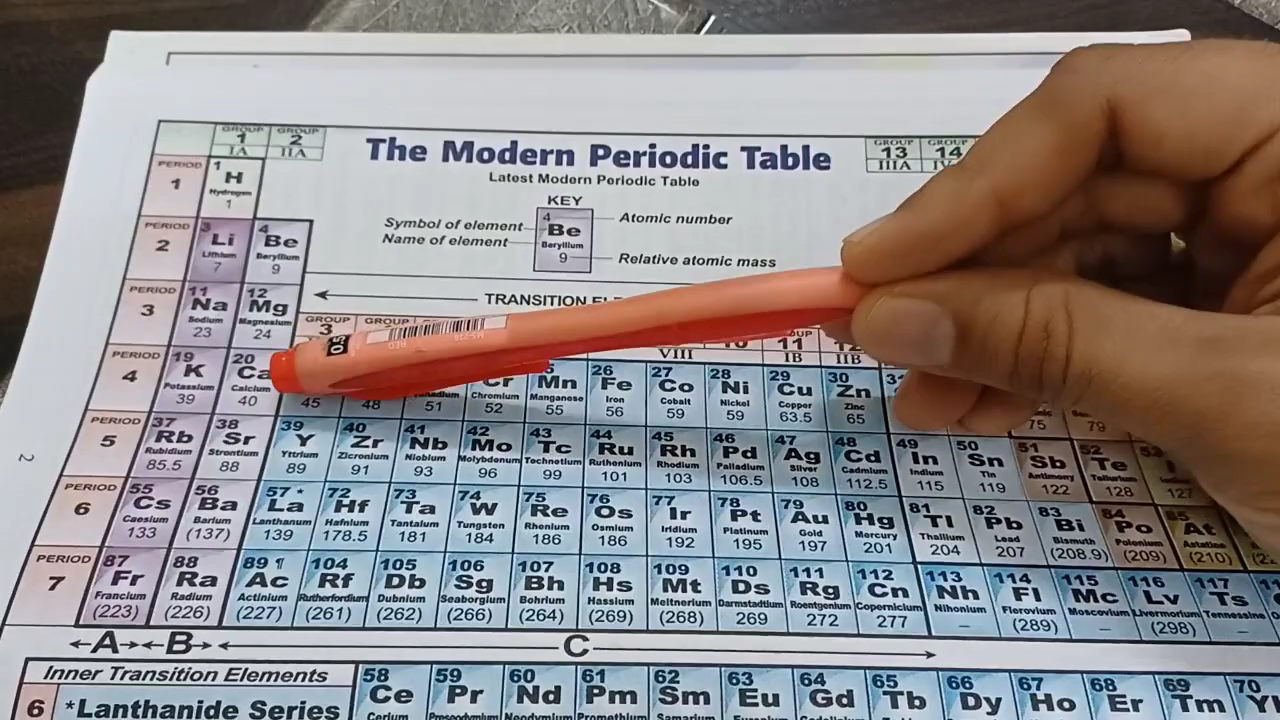 GROUP 1 IA GROUP 2 IIA The Modern Periodic Table GROUP 13 IIIA GROUP 14
Latest Modern Periodic Table
PERIOD 1 1 H Hydrogen 1
KEY
Symbol of element 4 Be Atomic number
Name of element Beryllium
9 Relative atomic mass
PERIOD 2 3 Li Lithium 7 4 Be Beryllium 9
PERIOD 3 11 Na Sodium 23 12 Mg Magnesium 24
TRANSITION
GROUP 3 GROUP VIII 11 IB IIB
0.5
RED
PERIOD 4 19 K Potassium 39 20 Ca Calcium 40 45 48 51 Cr Chromium 52 Mn Manganese 55 26 Fe Iron 56 27 Co Cobalt 59 28 Ni Nickel 59 29 Cu Copper 63.5 30 Zn Zinc 65 75 79
PERIOD 5 37 Rb Rubidium 85.5 38 Sr Strontium 88 39 Y Yttrium 89 40 Zr Zicronium 91 41 Nb Niobium 93 42 Mo Molybdenum 96 43 Tc Technetium 99 44 Ru Ruthenium 101 45 Rh Rhodium 103 46 Pd Palladium 106.5 47 Ag Silver 108 48 Cd Cadmium 112.5 49 In Indium 115 50 Sn Tin 119 51 Sb Antimony 122 52 Te Tellurium 128 53 127
PERIOD 6 55 Cs Caesium 133 56 Ba Barium (137) 57 * La Lanthanum 139 72 Hf Hafnium 178.5 73 Ta Tantalum 181 74 W Tungsten 184 75 Re Rhenium 186 76 Os Osmium 186 77 Ir Iridium 192 78 Pt Platinum 195 79 Au Gold 197 80 Hg Mercury 201 81 Tl Thallium 204 82 Pb Lead 207 83 Bi Bismuth (208.9) 84 Po Polonium (209) 85 At Astatine (210)
PERIOD 7 87 Fr Francium (223) 88 Ra Radium (226) 89 ¶ Ac Actinium (227) 104 Rf Rutherfordium (261) 105 Db Dubnium (262) 106 Sg Seaborgium (266) 107 Bh Bohrium (264) 108 Hs Hassium (269) 109 Mt Meitnerium (268) 110 Ds Darmstadtium 269 111 Rg Roentgenium 272 112 Cn Copernicium 277 113 Nh Nihonium – 114 Fl Flerovium (289) 115 Mc Moscovium – 116 Lv Livermorium (298) 117 Ts Tennessine –
A B C
Inner Transition Elements
6 *Lanthanide Series 58 Ce Cerium 59 Pr Praseodymium 60 Nd Neodymium 61 Pm Promethium 62 Sm Samarium 63 Eu 64 Gd 65 Tb 66 Dy 67 Ho 68 Er 69 Tm 70
2